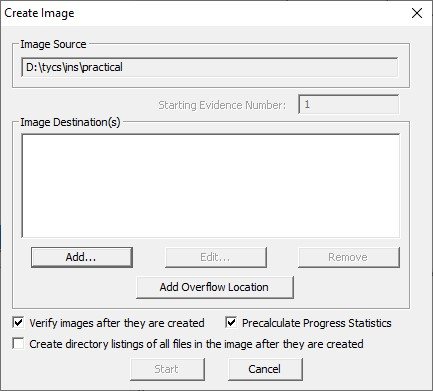 Create Image
Image Source
D:\tycs\ins\practical
Starting Evidence Number: 1
Image Destination(s)
Add... Edit... Remove
Add Overflow Location
Verify images after they are created Precalculate Progress Statistics
Create directory listings of all files in the image after they are created
Start Cancel